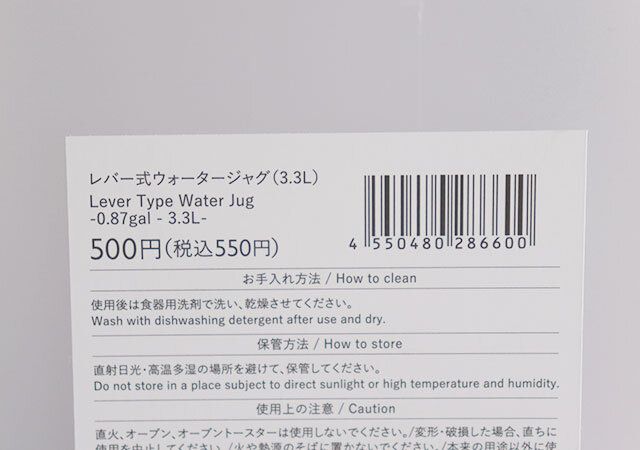 レバー式ウォータージャグ(3.3L)
Lever Type Water Jug
-0.87gal - 3.3L-
500円(税込550円)
4 550480 286600
お手入れ方法 / How to clean
使用後は食器用洗剤で洗い、乾燥させてください。
Wash with dishwashing detergent after use and dry.
保管方法 / How to store
直射日光・高温多湿の場所を避けて、保管してください。
Do not store in a place subject to direct sunlight or high temperature and humidity.
使用上の注意 / Caution
直火、オーブン、オーブントースターは使用しないでください。/変形・破損した場合、直ちに
使用を中止してください。/火や熱源のそばに置かないでください。/本来の用途以外に使